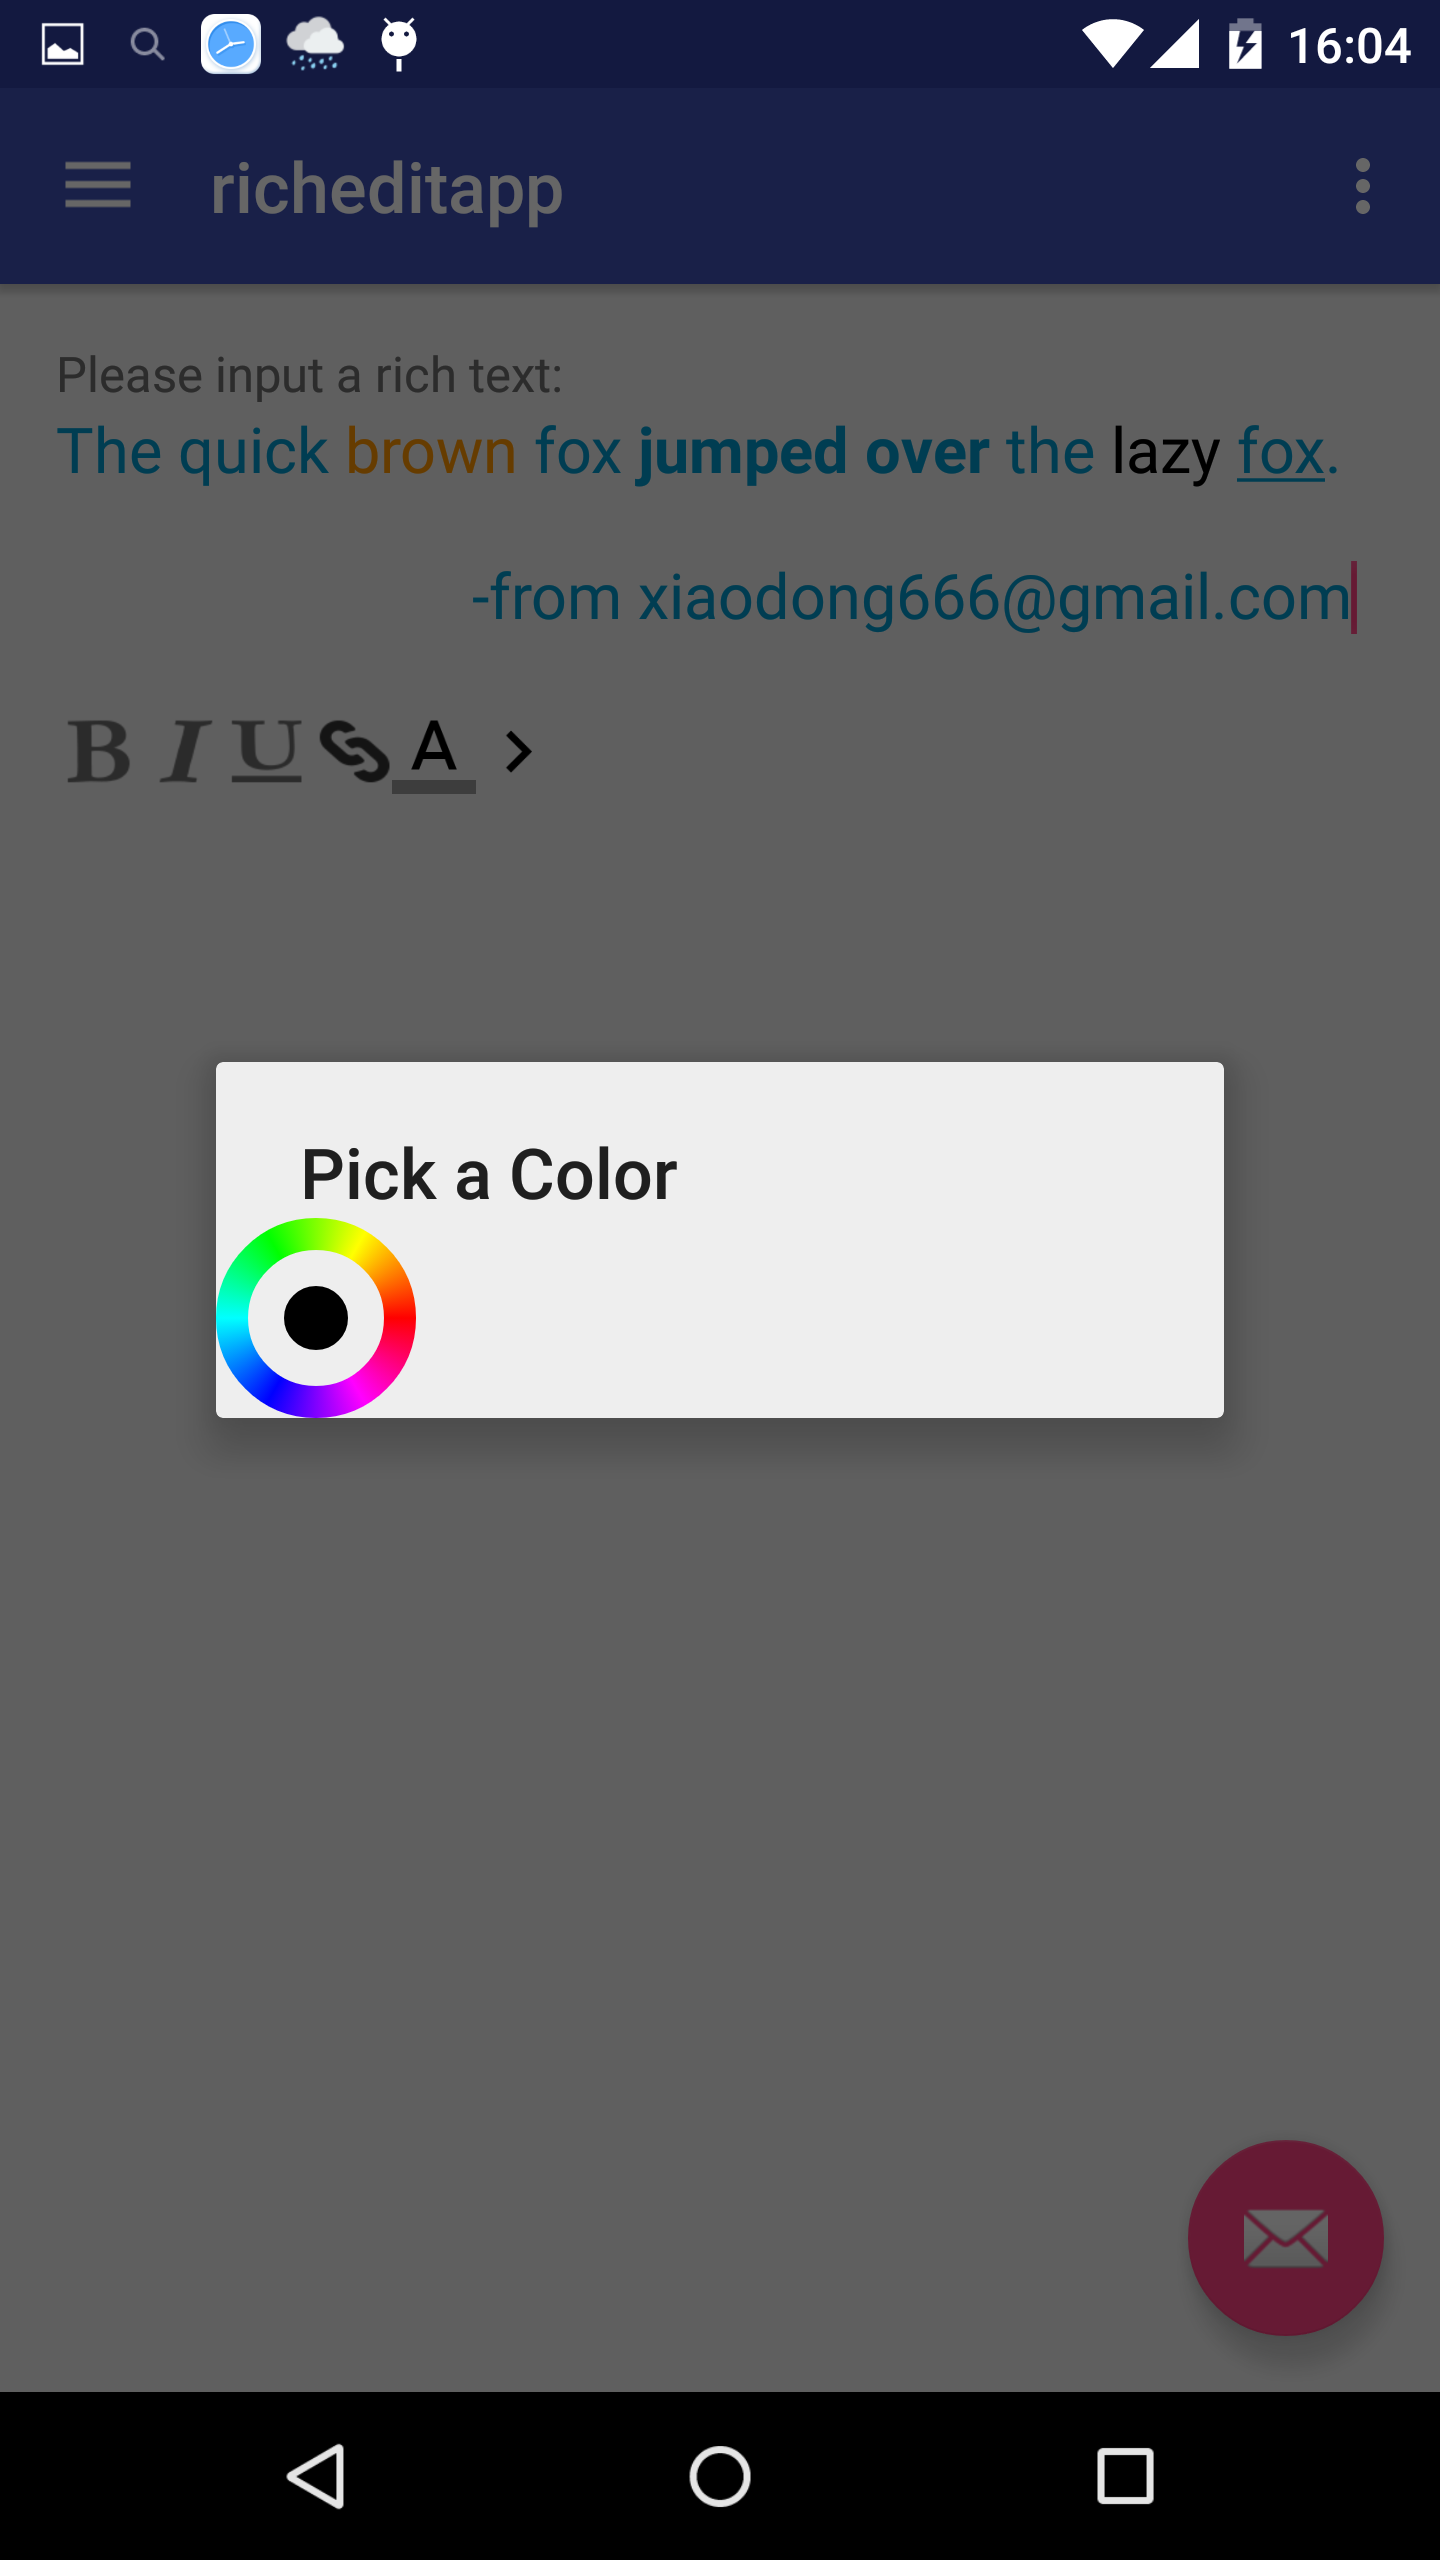 16:04
richeditapp
Please input a rich text:
The quick brown fox jumped over the lazy fox.
-from xiaodong666@gmail.com
B I U A
Pick a Color